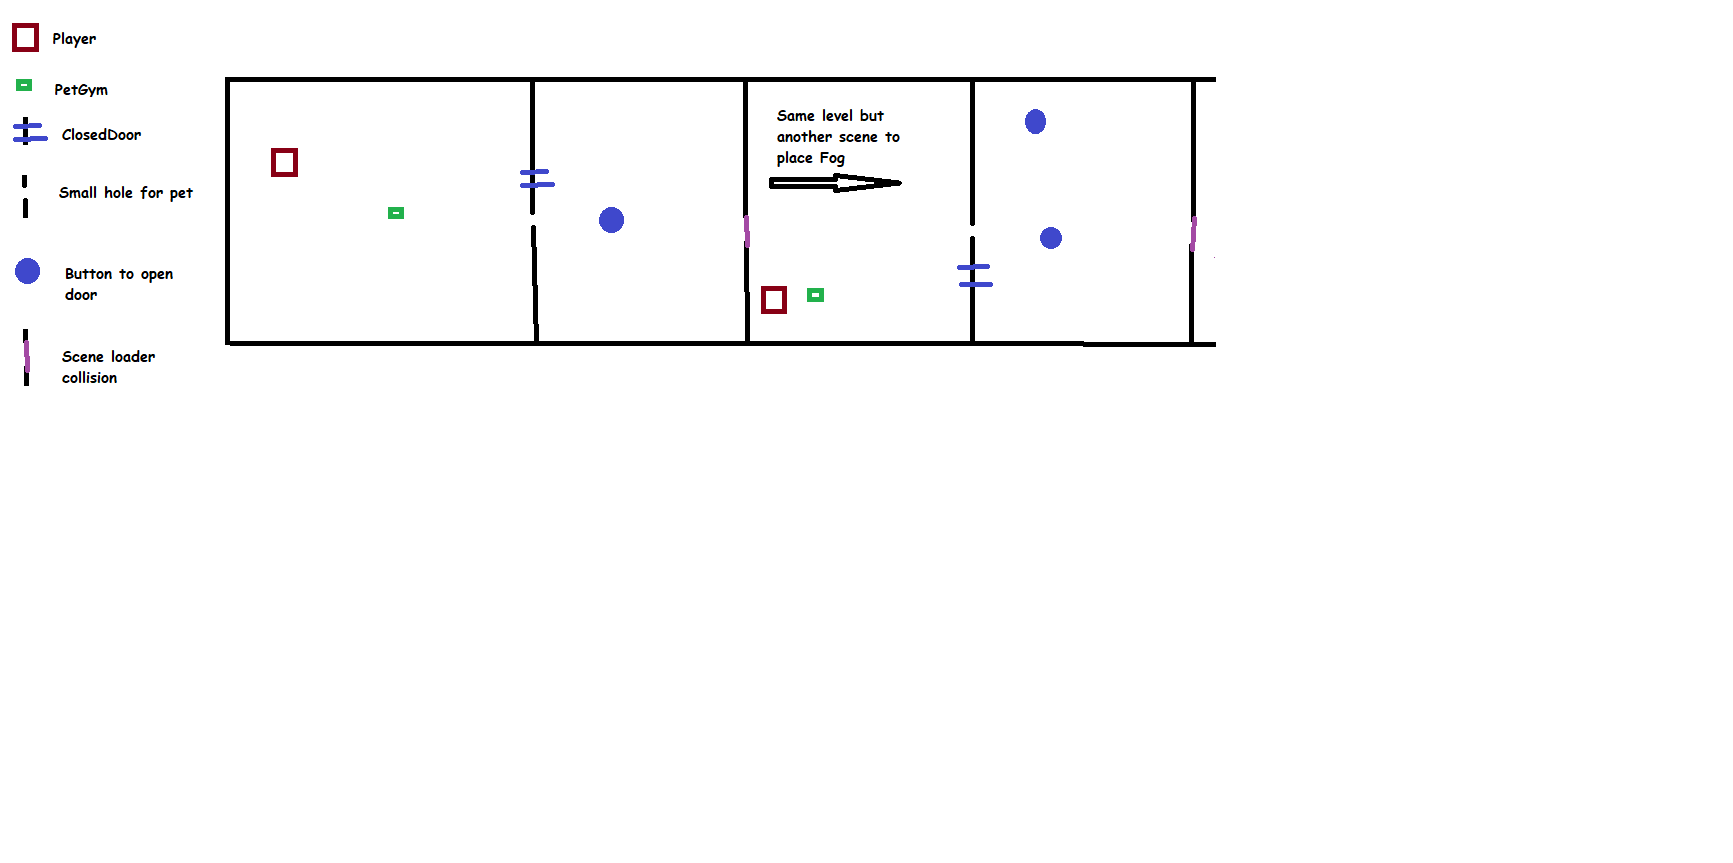 Player
PetGym
ClosedDoor
Small hole for pet
Button to open
door
Scene loader
collision
Same level but
another scene to
place Fog